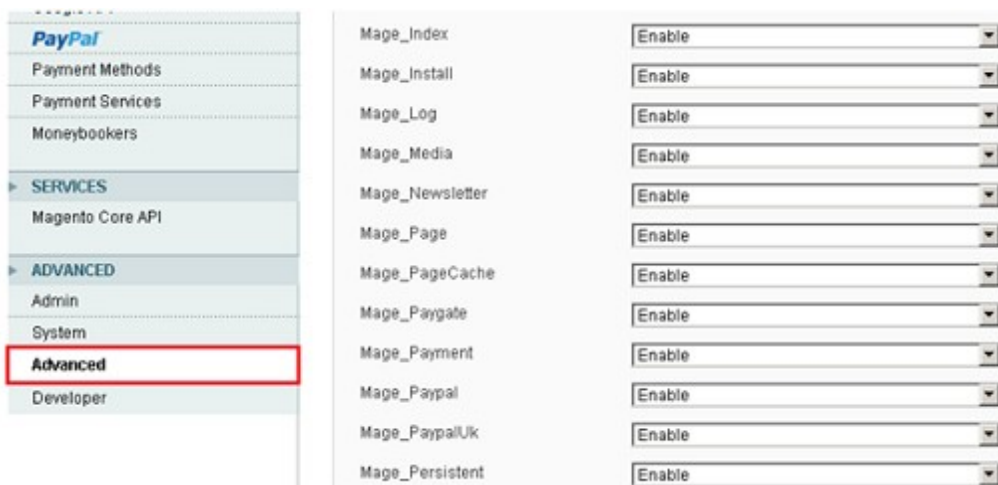 PayPal
Payment Methods
Payment Services
Moneybookers
SERVICES
Magento Core API
ADVANCED
Admin
System
Advanced
Developer
Mage_Index Enable
Mage_Install Enable
Mage_Log Enable
Mage_Media Enable
Mage_Newsletter Enable
Mage_Page Enable
Mage_PageCache Enable
Mage_Paygate Enable
Mage_Payment Enable
Mage_Paypal Enable
Mage_PaypalUk Enable
Mage_Persistent Enable